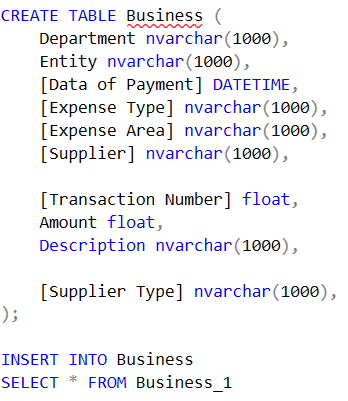 CREATE TABLE Business (
    Department nvarchar(1000),
    Entity nvarchar(1000),
    [Data of Payment] DATETIME,
    [Expense Type] nvarchar(1000),
    [Expense Area] nvarchar(1000),
    [Supplier] nvarchar(1000),

    [Transaction Number] float,
    Amount float,
    Description nvarchar(1000),

    [Supplier Type] nvarchar(1000),
);

INSERT INTO Business
SELECT * FROM Business_1